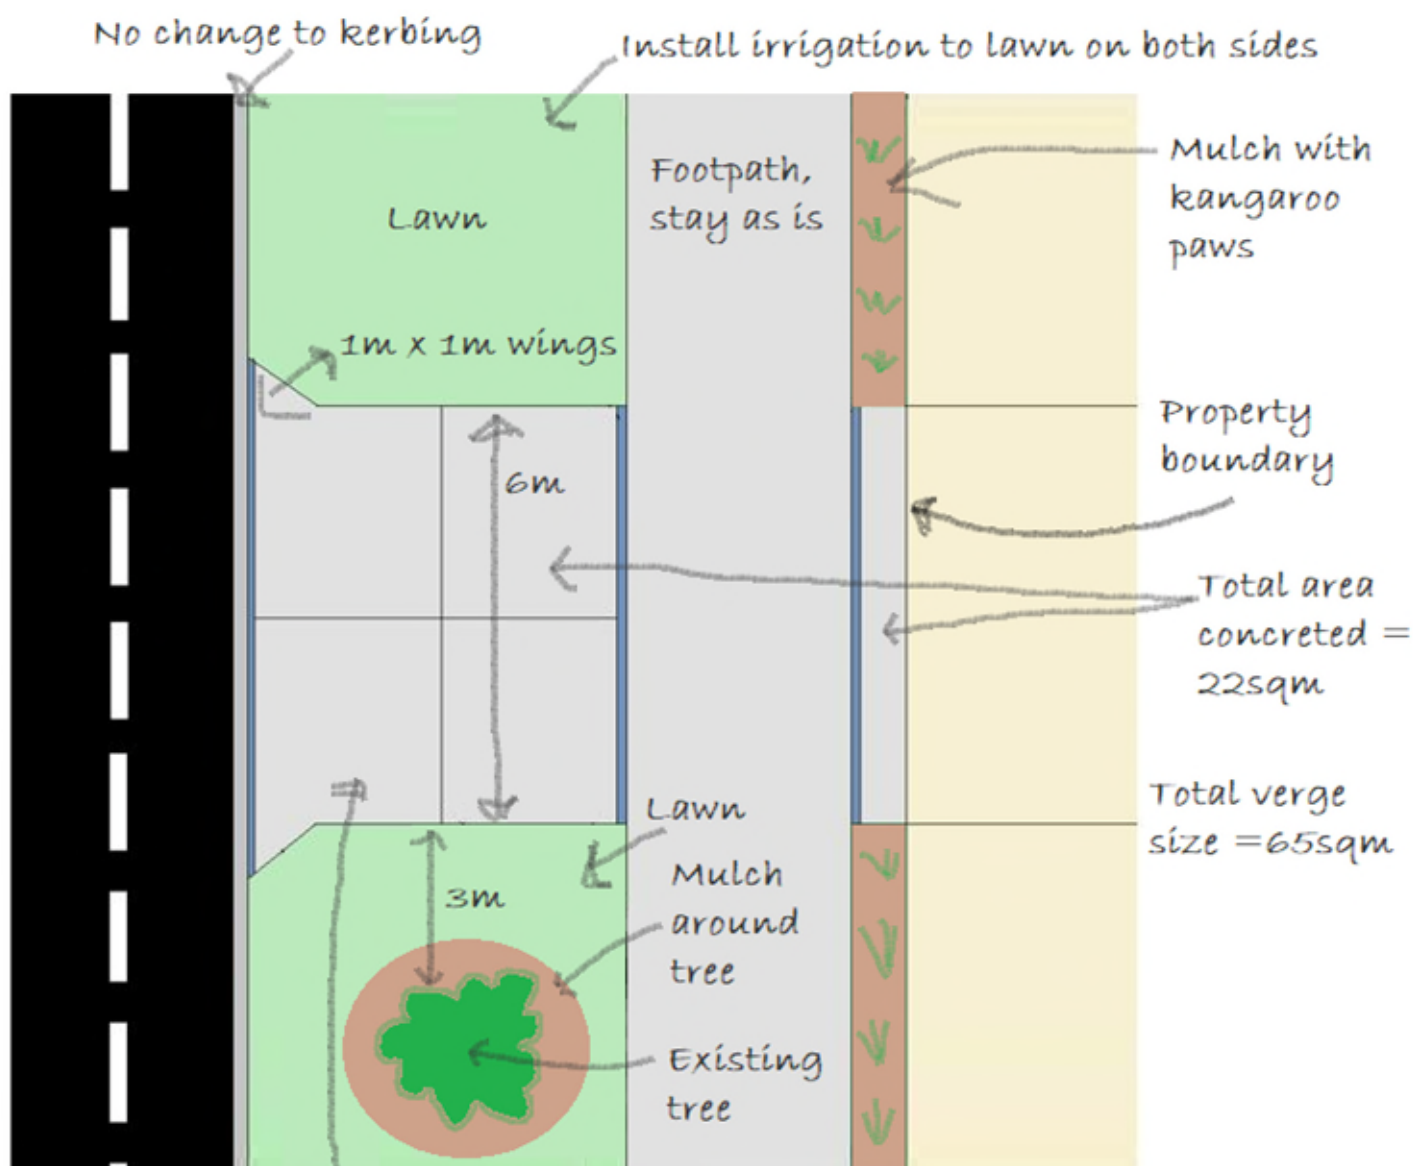 No change to kerbing
Install irrigation to lawn on both sides
Footpath,
stay as is
Mulch with
kangaroo
paws
Lawn
1m x 1m wings
Property
boundary
6m
Total area
concreted =
22sqm
Lawn
Total verge
size =65sqm
3m
Mulch
around
tree
Existing
tree